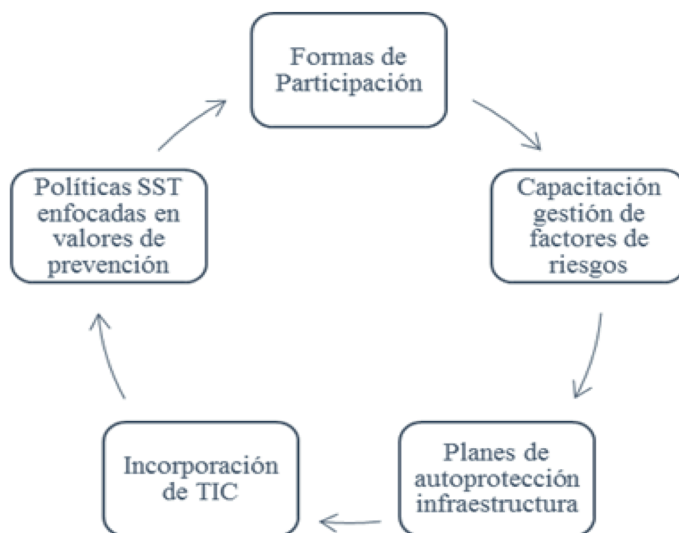 Formas de
Participación
Capacitación
gestión de
factores de
riesgos
Planes de
autoprotección
infraestructura
Incorporación
de TIC
Políticas SST
enfocadas en
valores de
prevención